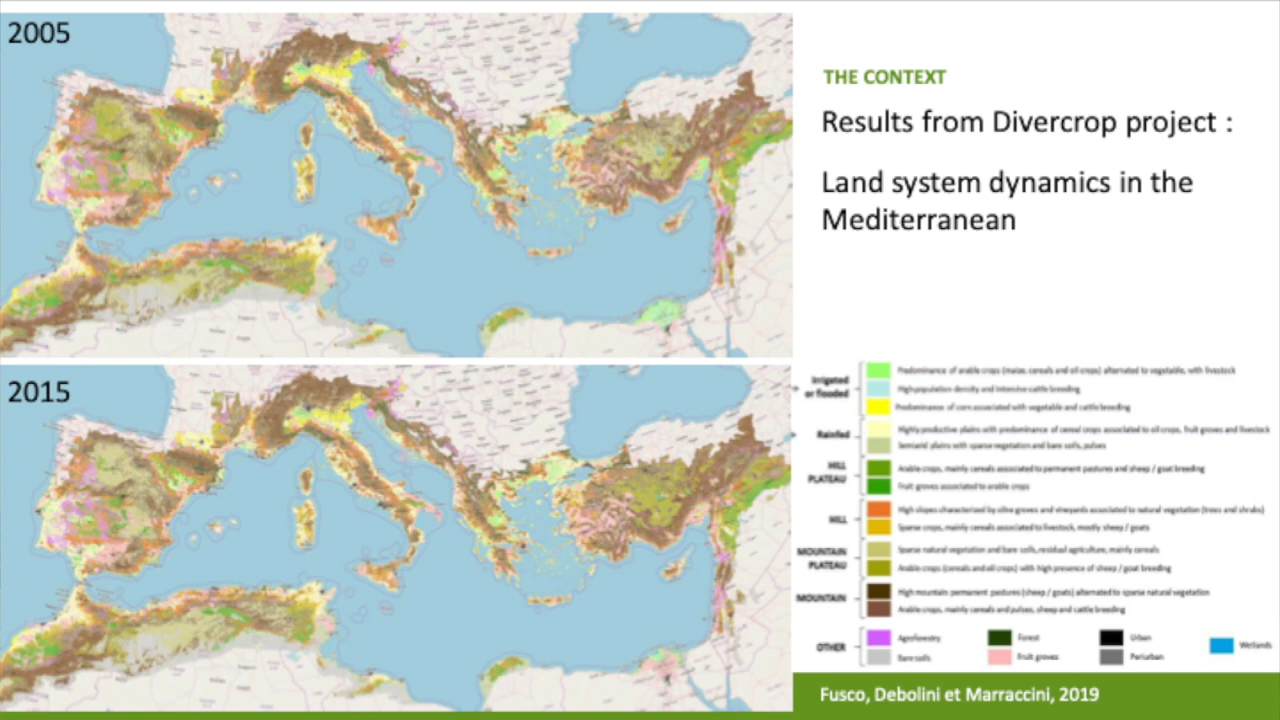 2005
THE CONTEXT
Results from Divercrop project :
Land system dynamics in the
Mediterranean
2015
Irrigated
or flooded
Predominance of arable crops (maize, cereals and oil crops) alternated to vegetable, with livestock
High population density and intensive cattle breeding
Predominance of corn associated with vegetable and cattle breeding
Rainfed
Highly productive plains with predominance of cereal crops associated to oil crops, fruit groves and livestock
Semiarid plains with sparse vegetation and bare soils, pulses
HILL
PLATEAU
Arable crops, mainly cereals associated to permanent pastures and sheep / goat breeding
Fruit groves associated to arable crops
HILL
High slopes characterized by olive groves and vineyards associated to natural vegetation (trees and shrubs)
Sparse crops, mainly cereals associated to livestock, mostly sheep / goats
MOUNTAIN
PLATEAU
Sparse natural vegetation and bare soils, residual agriculture, mainly cereals
Arable crops (cereals and oil crops) with high presence of sheep / goat breeding
MOUNTAIN
High mountain permanent pastures (sheep / goats) alternated to sparse natural vegetation
Arable crops, mainly cereals and pulses, sheep and cattle breeding
OTHER
Agroforestry
Forest
Urban
Wetlands
Bare soils
Fruit groves
Periurban
Fusco, Debolini et Marraccini, 2019